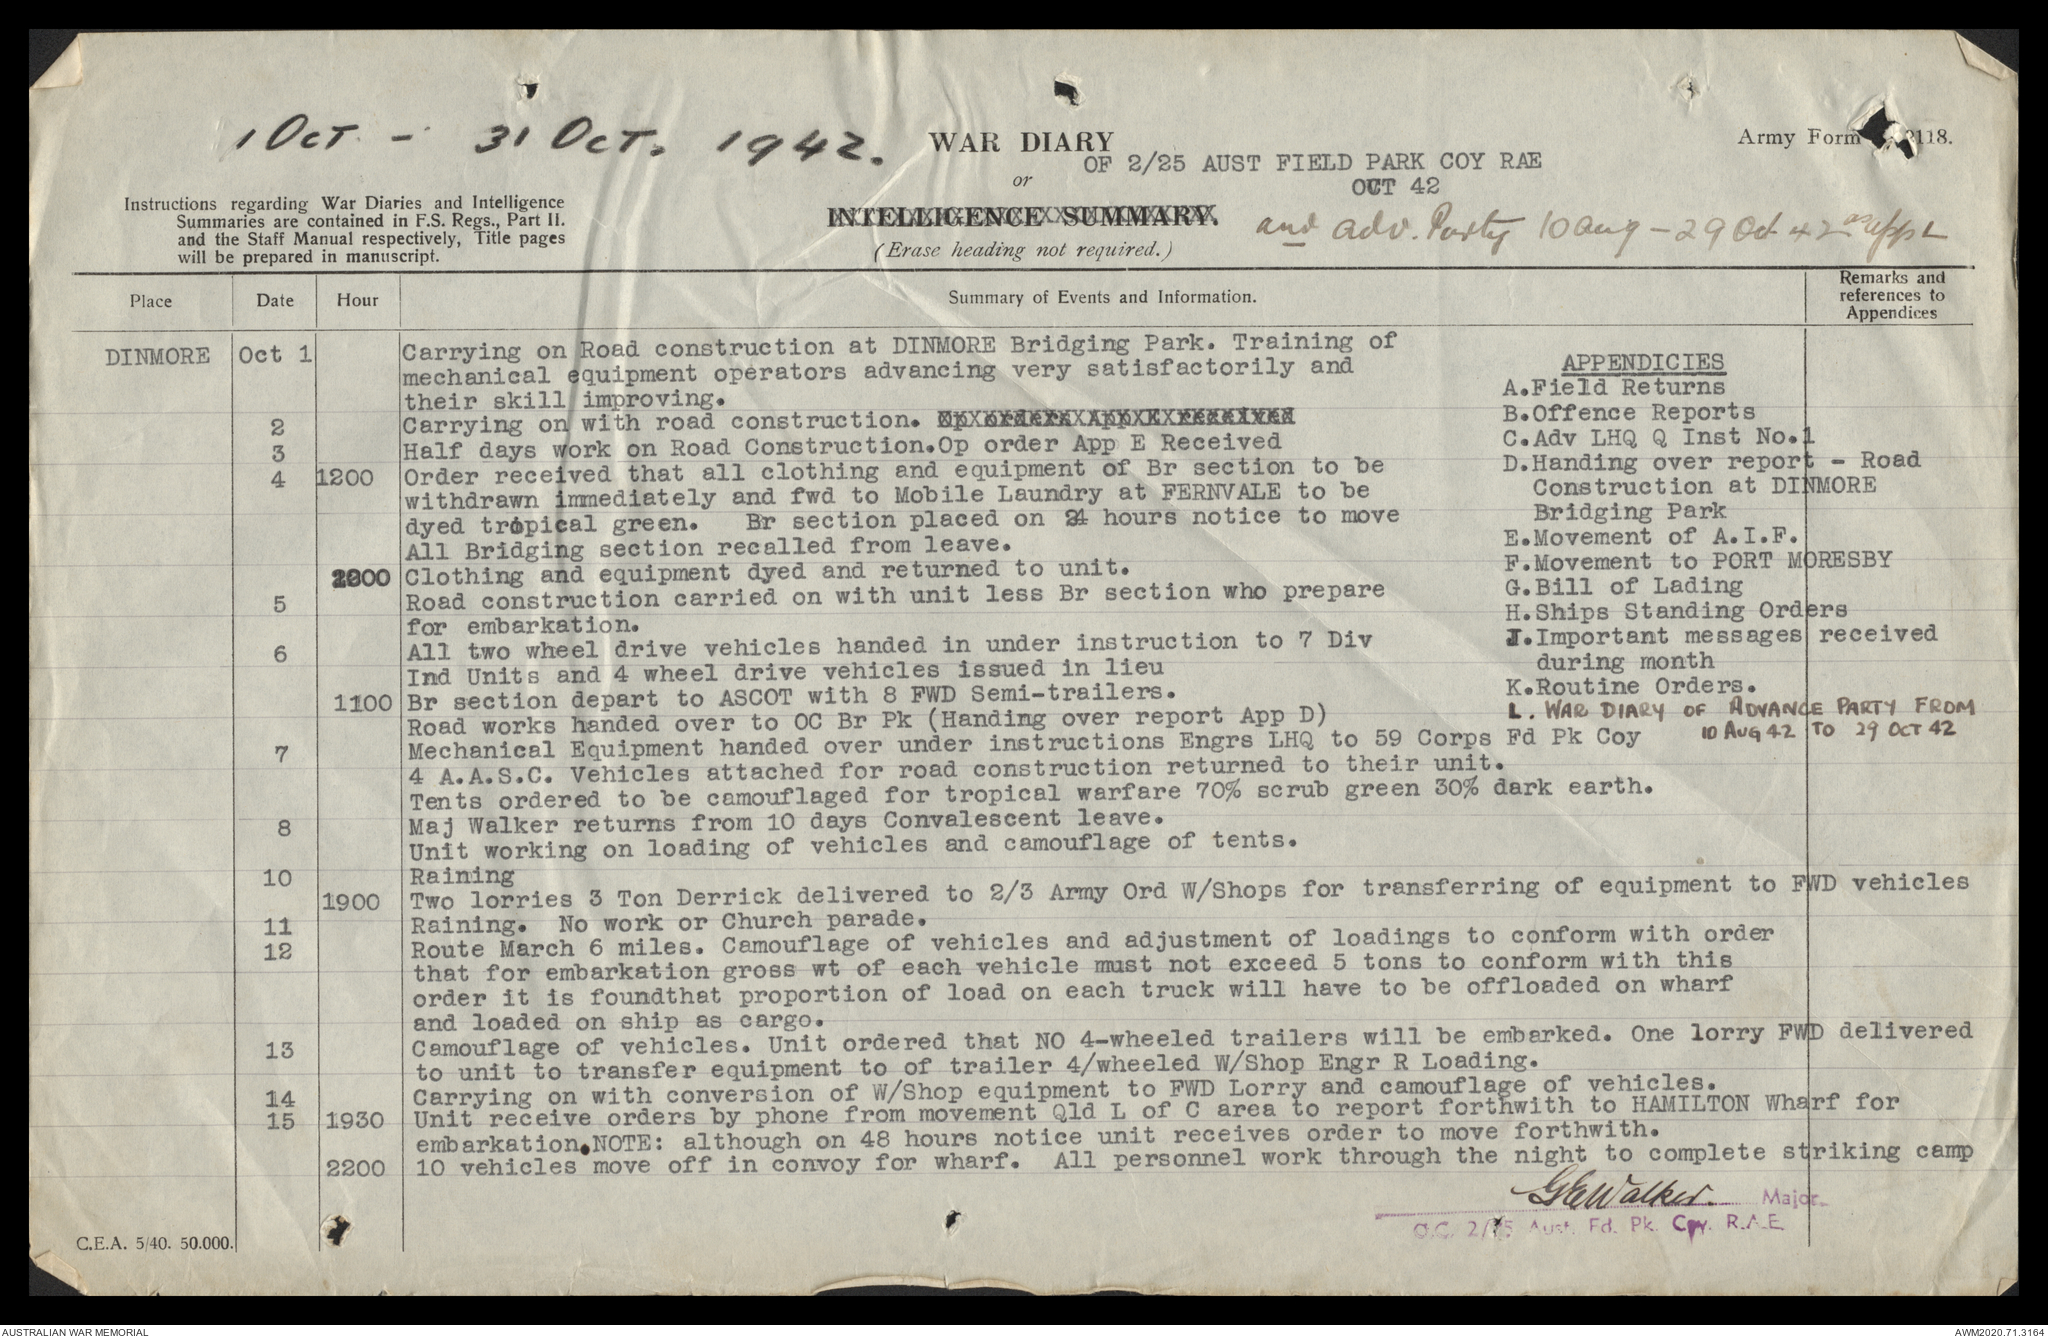 1 Oct - 31 Oct. 1942.
WAR DIARY
OF 2/25 AUST FIELD PARK COY RAE
OCT 42
or
INTELLIGENCE SUMMARY.
and adv. Party 10 Aug - 29 Oct 42 as App L
(Erase heading not required.)
Army Form 2118.
Instructions regarding War Diaries and Intelligence
Summaries are contained in F.S. Regs., Part II.
and the Staff Manual respectively, Title pages
will be prepared in manuscript.
Place Date Hour Summary of Events and Information. Remarks and
references to
Appendices
DINMORE Oct 1 Carrying on Road construction at DINMORE Bridging Park. Training of
mechanical equipment operators advancing very satisfactorily and
their skill improving.
2 Carrying on with road construction. Op orders App E received
3 Half days work on Road Construction.Op order App E Received
4 1200 Order received that all clothing and equipment of Br section to be
withdrawn immediately and fwd to Mobile Laundry at FERNVALE to be
dyed tropical green. Br section placed on 24 hours notice to move
All Bridging section recalled from leave.
Clothing and equipment dyed and returned to unit.
5 Road construction carried on with unit less Br section who prepare
for embarkation.
6 All two wheel drive vehicles handed in under instruction to 7 Div
Ind Units and 4 wheel drive vehicles issued in lieu
1100 Br section depart to ASCOT with 8 FWD Semi-trailers.
Road works handed over to OC Br Pk (Handing over report App D)
7 Mechanical Equipment handed over under instructions Engrs LHQ to 59 Corps Fd Pk Coy
4 A.A.S.C. Vehicles attached for road construction returned to their unit.
Tents ordered to be camouflaged for tropical warfare 70% scrub green 30% dark earth.
8 Maj Walker returns from 10 days Convalescent leave.
Unit working on loading of vehicles and camouflage of tents.
10 Raining
1900 Two lorries 3 Ton Derrick delivered to 2/3 Army Ord W/Shops for transferring of equipment to FWD vehicles
11 Raining. No work or Church parade.
12 Route March 6 miles. Camouflage of vehicles and adjustment of loadings to conform with order
that for embarkation gross wt of each vehicle must not exceed 5 tons to conform with this
order it is foundthat proportion of load on each truck will have to be offloaded on wharf
and loaded on ship as cargo.
13 Camouflage of vehicles. Unit ordered that NO 4-wheeled trailers will be embarked. One lorry FWD delivered
to unit to transfer equipment to of trailer 4/wheeled W/Shop Engr R Loading.
14 Carrying on with conversion of W/Shop equipment to FWD Lorry and camouflage of vehicles.
15 1930 Unit receive orders by phone from movement Qld L of C area to report forthwith to HAMILTON Wharf for
embarkation.NOTE: although on 48 hours notice unit receives order to move forthwith.
2200 10 vehicles move off in convoy for wharf. All personnel work through the night to complete striking camp
APPENDICIES
A.Field Returns
B.Offence Reports
C.Adv LHQ Q Inst No.1
D.Handing over report - Road
Construction at DINMORE
Bridging Park
E.Movement of A.I.F.
F.Movement to PORT MORESBY
G.Bill of Lading
H.Ships Standing Orders
J.Important messages received
during month
K.Routine Orders.
L. WAR DIARY OF ADVANCE PARTY FROM
10 AUG 42 TO 29 OCT 42
GEWalker. Major.
O.C. 2/25 Aust. Fd. Pk. Coy. R.A.E.
C.E.A. 5/40. 50.000.
AUSTRALIAN WAR MEMORIAL
AWM2020.71.3164